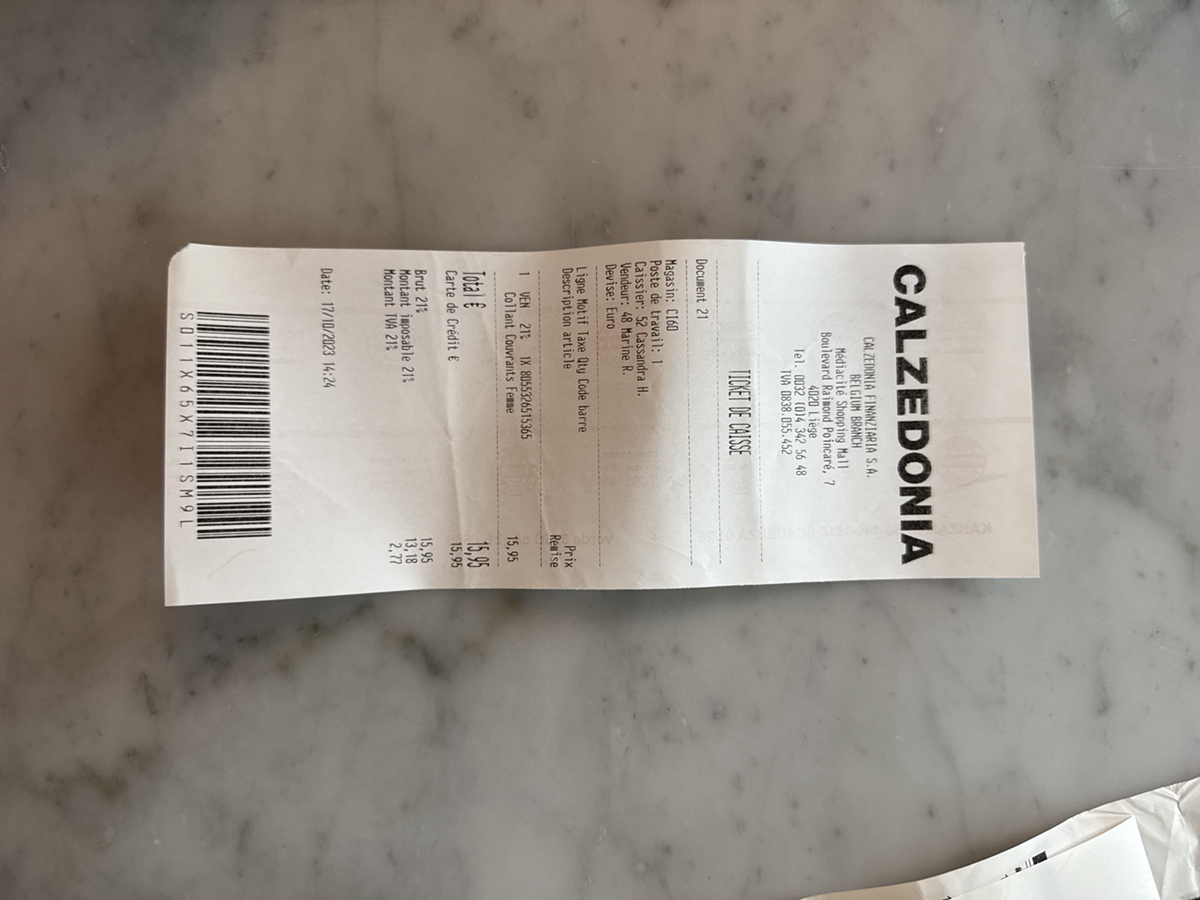 CALZEDONIA
CALZEDONIA FINANZIARIA S.A.
BELGIUM BRANCH
Médiacité Shopping Mall
Boulevard Raimond Poincaré, 7
4020 Liège
Tel. 0032 (0)4 342 56 48
TVA 0838.055.452
TICKET DE CAISSE
Document 21
Magasin: CI60
Poste de travail: 1
Caissier: 52 Cassandra H.
Vendeur: 48 Marine R.
Devise: Euro
Ligne Motif Taxe Qty Code barre Prix
Description article Remise
1 VEN 21% 1X 8055326515365 15,95
Collant Couvrants Femme
Total € 15,95
Carte de Crédit € 15,95
Brut 21% 15,95
Montant imposable 21% 13,18
Montant TVA 21% 2,77
Date: 17/10/2023 14:24
S011X65X7I1SM9L